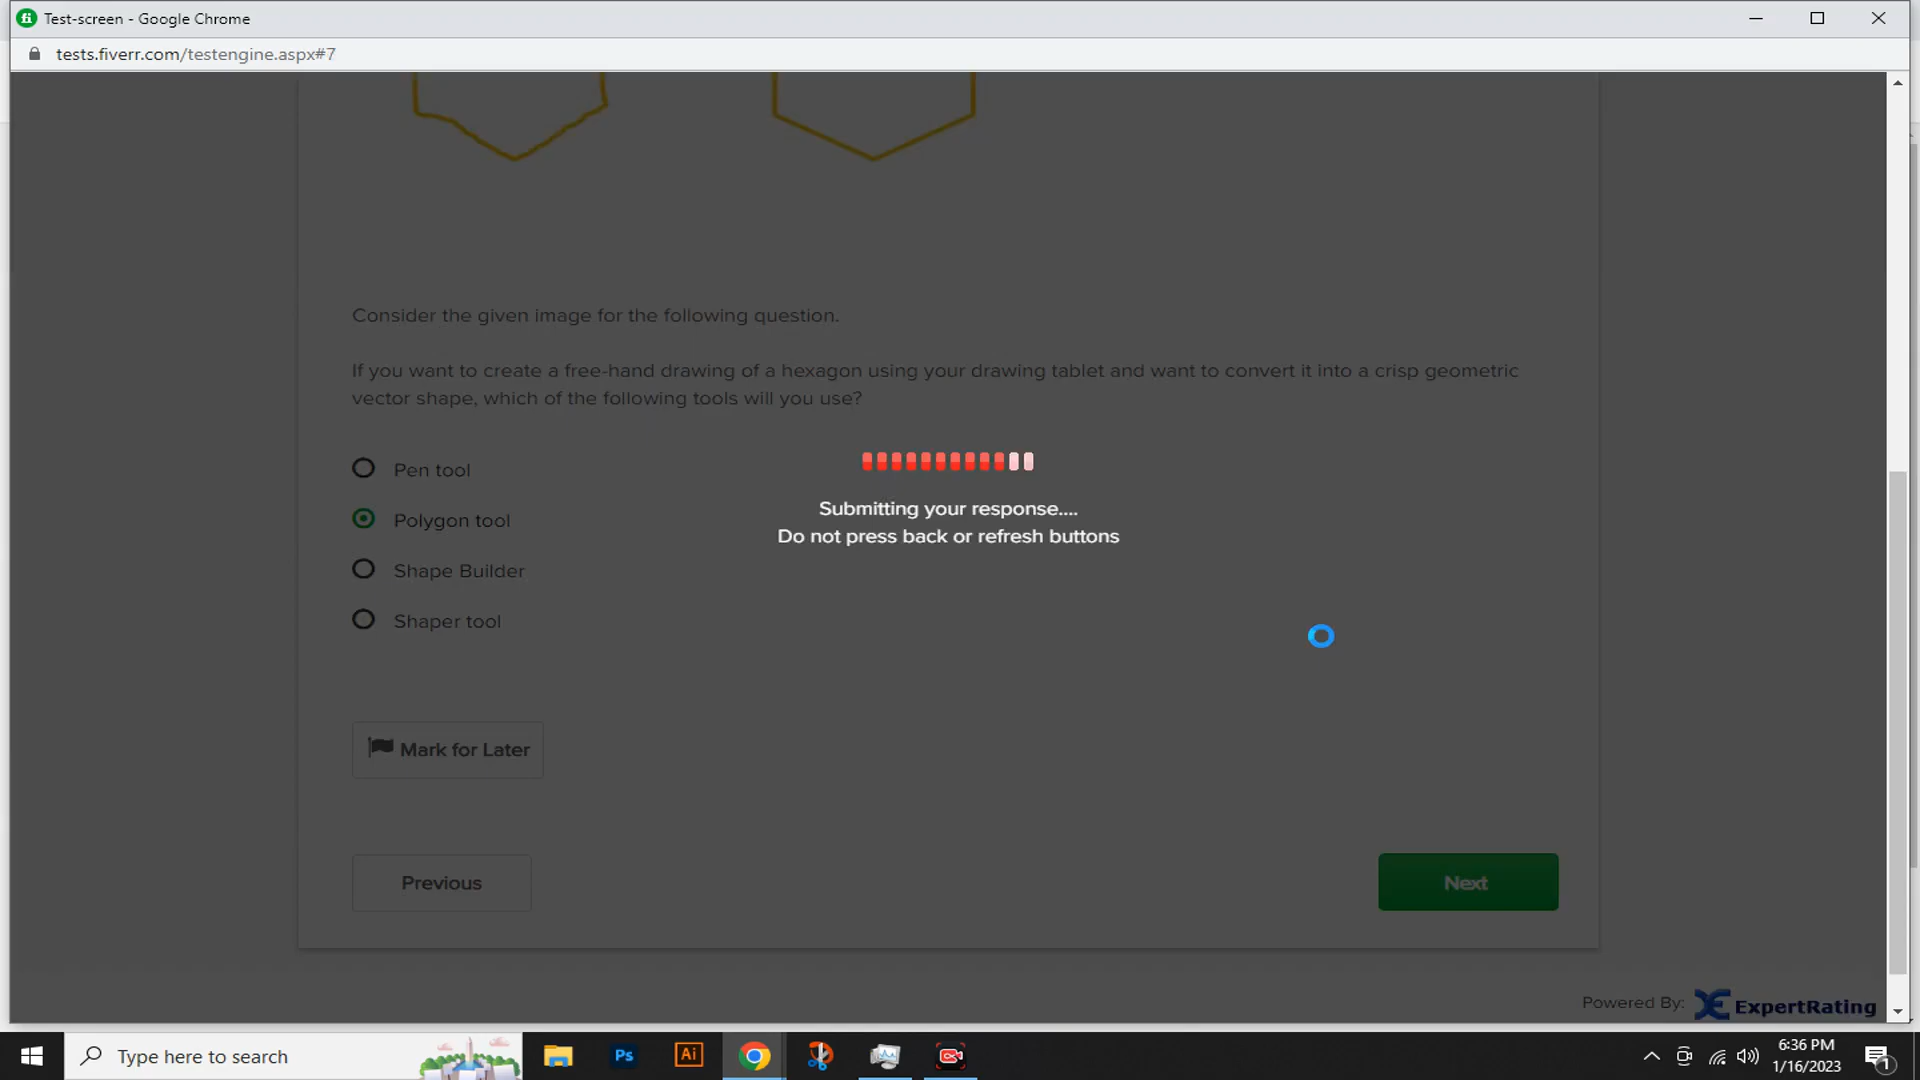 Test-screen - Google Chrome
tests.fiverr.com/testengine.aspx#7
Consider the given image for the following question.
If you want to create a free-hand drawing of a hexagon using your drawing tablet and want to convert it into a crisp geometric
vector shape, which of the following tools will you use?
Pen tool
Submitting your response....
Polygon tool
Do not press back or refresh buttons
Shape Builder
Shaper tool
Mark for Later
Previous
Next
Powered By: ExpertRating
Type here to search
Ps
Ai
6:36 PM
1/16/2023
1